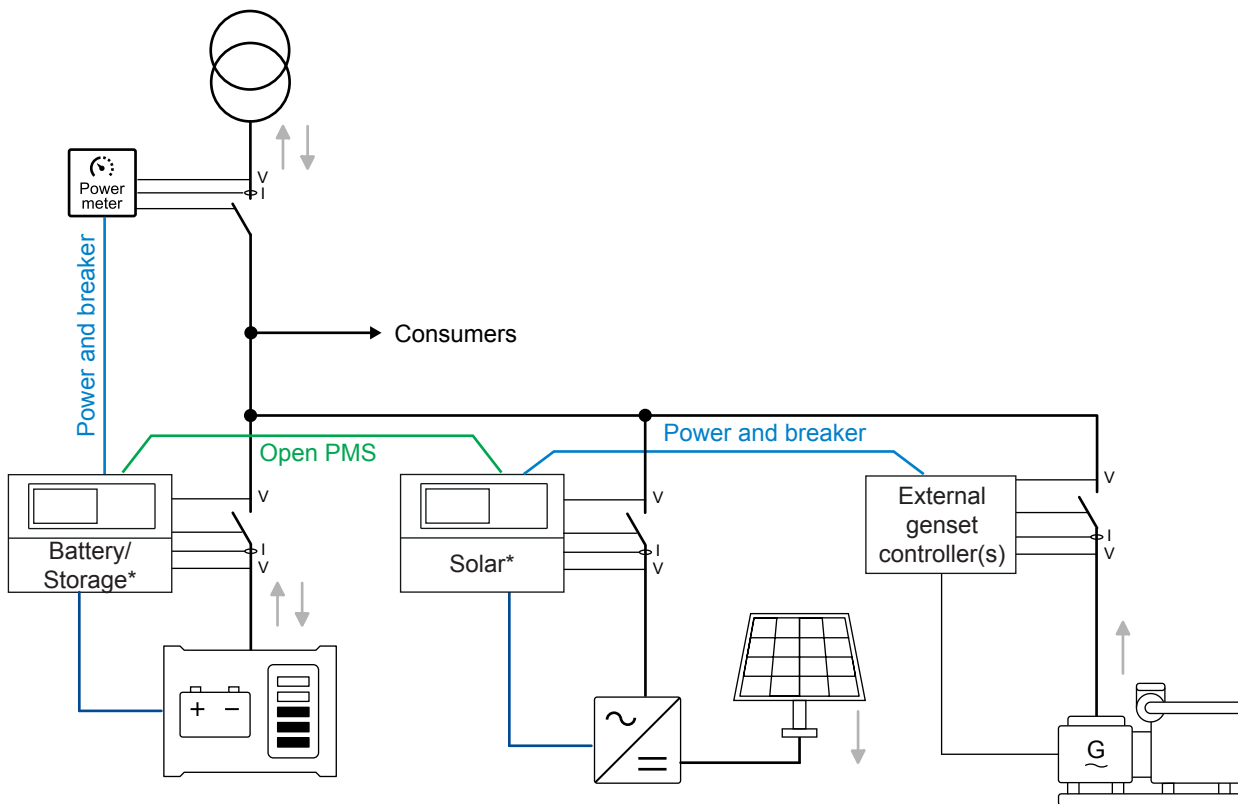 V
I
Power
meter
Power and breaker
Consumers
Power and breaker
Open PMS
V
V
V
External
genset
controller(s)
Battery/
Storage*
I
V
Solar*
I
V
I
V
+ −
G